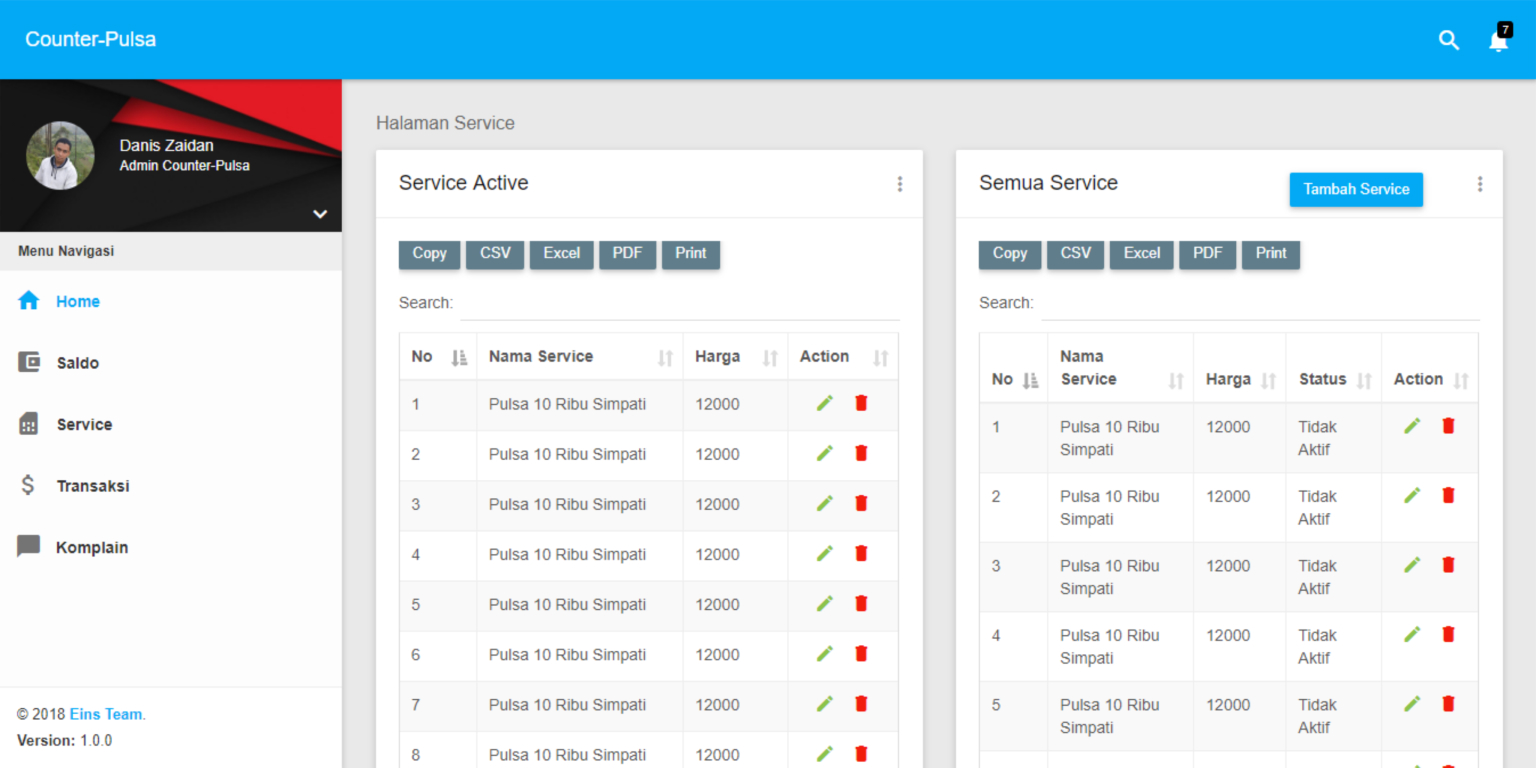 Counter-Pulsa
7
Danis Zaidan
Admin Counter-Pulsa
Menu Navigasi
Home
Saldo
Service
Transaksi
Komplain
© 2018 Eins Team.
Version: 1.0.0
Halaman Service
Service Active
Copy CSV Excel PDF Print
Search:
No Nama Service Harga Action
1 Pulsa 10 Ribu Simpati 12000
2 Pulsa 10 Ribu Simpati 12000
3 Pulsa 10 Ribu Simpati 12000
4 Pulsa 10 Ribu Simpati 12000
5 Pulsa 10 Ribu Simpati 12000
6 Pulsa 10 Ribu Simpati 12000
7 Pulsa 10 Ribu Simpati 12000
8 Pulsa 10 Ribu Simpati 12000
Semua Service Tambah Service
Copy CSV Excel PDF Print
Search:
Nama
No Service Harga Status Action
1 Pulsa 10 Ribu 12000 Tidak
Simpati Aktif
2 Pulsa 10 Ribu 12000 Tidak
Simpati Aktif
3 Pulsa 10 Ribu 12000 Tidak
Simpati Aktif
4 Pulsa 10 Ribu 12000 Tidak
Simpati Aktif
5 Pulsa 10 Ribu 12000 Tidak
Simpati Aktif